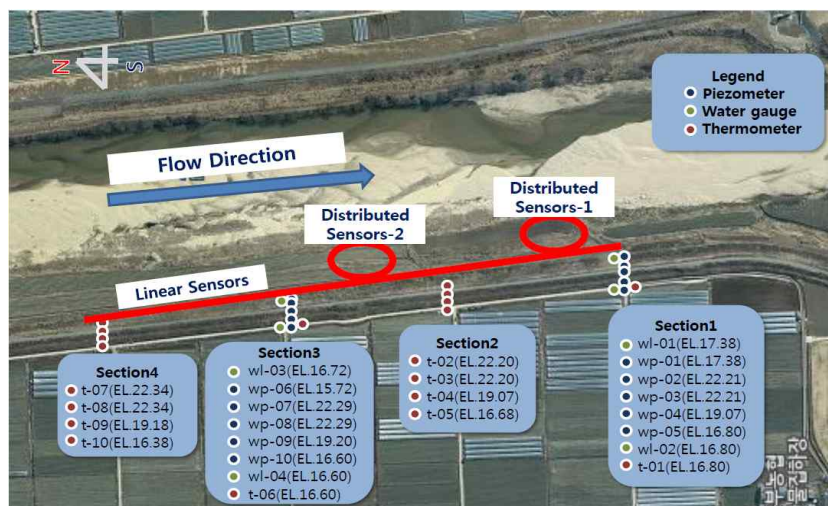 N
S
Legend
Piezometer
Water gauge
Thermometer
Flow Direction
Distributed
Sensors-1
Distributed
Sensors-2
Linear Sensors
Section4
t-07(EL.22.34)
t-08(EL.22.34)
t-09(EL.19.18)
t-10(EL.16.38)
Section3
wl-03(EL.16.72)
wp-06(EL.15.72)
wp-07(EL.22.29)
wp-08(EL.22.29)
wp-09(EL.19.20)
wp-10(EL.16.60)
wl-04(EL.16.60)
t-06(EL.16.60)
Section2
t-02(EL.22.20)
t-03(EL.22.20)
t-04(EL.19.07)
t-05(EL.16.68)
Section1
wl-01(EL.17.38)
wp-01(EL.17.38)
wp-02(EL.22.21)
wp-03(EL.22.21)
wp-04(EL.19.07)
wp-05(EL.16.80)
wl-02(EL.16.80)
t-01(EL.16.80)